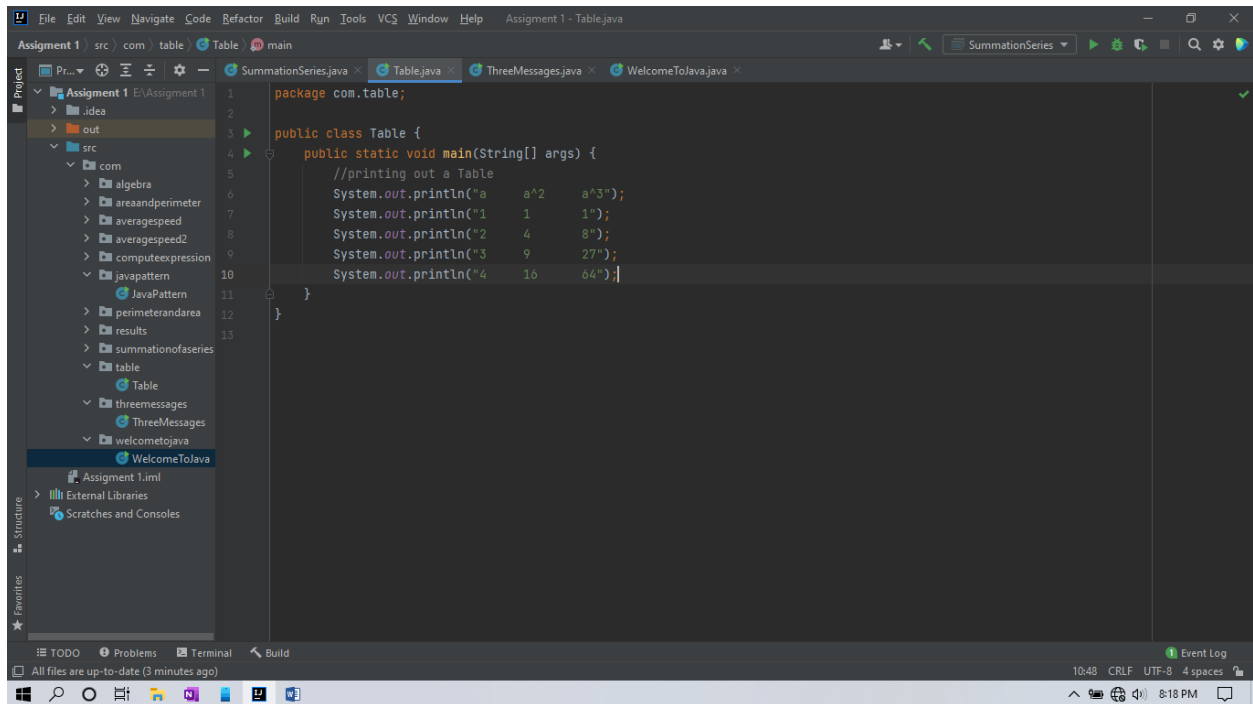 File Edit View Navigate Code Refactor Build Run Tools VCS Window Help Assigment 1 - Table.java
Assigment 1 src com table Table main
SummationSeries
Project
Pr...
SummationSeries.java Table.java ThreeMessages.java WelcomeToJava.java
Assigment 1 E:\Assigment 1
.idea
out
src
com
algebra
areaandperimeter
averagespeed
averagespeed2
computeexpression
javapattern
JavaPattern
perimeterandarea
results
summationofaseries
table
Table
threemessages
ThreeMessages
welcometojava
WelcomeToJava
Assigment 1.iml
External Libraries
Scratches and Consoles
1 package com.table;
2
3 public class Table {
4 public static void main(String[] args) {
5 //printing out a Table
6 System.out.println("a     a^2     a^3");
7 System.out.println("1     1       1");
8 System.out.println("2     4       8");
9 System.out.println("3     9       27");
10 System.out.println("4     16      64");
11 }
12 }
13
Structure
Favorites
TODO Problems Terminal Build
1 Event Log
All files are up-to-date (3 minutes ago)
10:48 CRLF UTF-8 4 spaces
8:18 PM